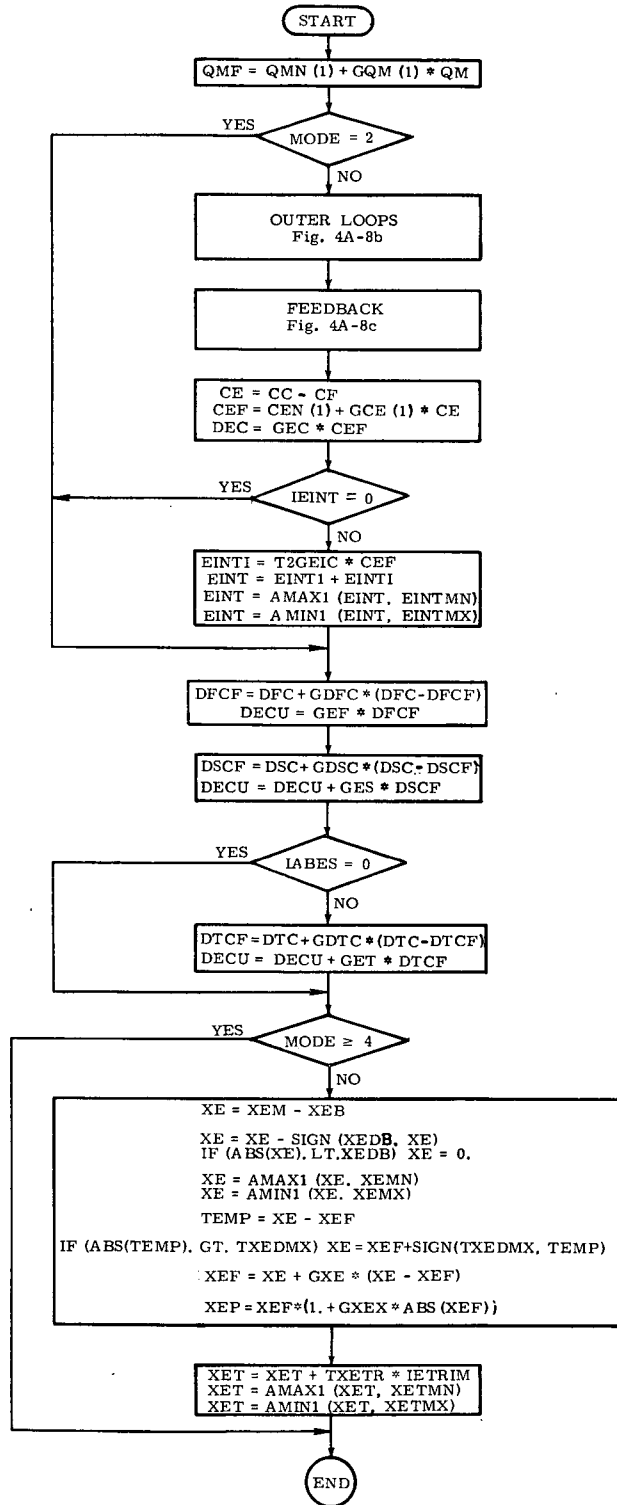 START
QMF = QMN (1) + GQM (1) * QM
YES
MODE = 2
NO
OUTER LOOPS
Fig. 4A-8b
FEEDBACK
Fig. 4A-8c
CE = CC - CF
CEF = CEN (1) + GCE (1) * CE
DEC = GEC * CEF
YES
IEINT = 0
NO
EINTI = T2GEIC * CEF
EINT = EINT1 + EINTI
EINT = AMAX1 (EINT, EINTMN)
EINT = AMIN1 (EINT, EINTMX)
DFCF = DFC + GDFC * (DFC-DFCF)
DECU = GEF * DFCF
DSCF = DSC + GDSC * (DSC-DSCF)
DECU = DECU + GES * DSCF
YES
IABES = 0
NO
DTCF = DTC + GDTC * (DTC-DTCF)
DECU = DECU + GET * DTCF
YES
MODE ≥ 4
NO
XE = XEM - XEB
XE = XE - SIGN (XEDB, XE)
IF (ABS(XE). LT.XEDB) XE = 0.
XE = AMAX1 (XE. XEMN)
XE = AMIN1 (XE. XEMX)
TEMP = XE - XEF
IF (ABS(TEMP). GT. TXEDMX) XE = XEF+SIGN(TXEDMX, TEMP)
XEF = XE + GXE * (XE - XEF)
XEP = XEF*(1. + GXEX * ABS (XEF))
XET = XET + TXETR * IETRIM
XET = AMAX1 (XET, XETMN)
XET = AMIN1 (XET, XETMX)
END